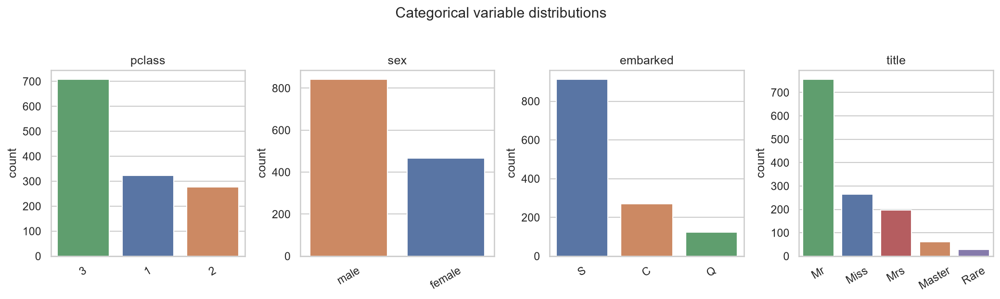 Categorical variable distributions
pclass
count
700
600
500
400
300
200
100
0
3 1 2
sex
count
800
600
400
200
0
male female
embarked
count
800
600
400
200
0
S C Q
title
count
700
600
500
400
300
200
100
0
Mr Miss Mrs Master Rare